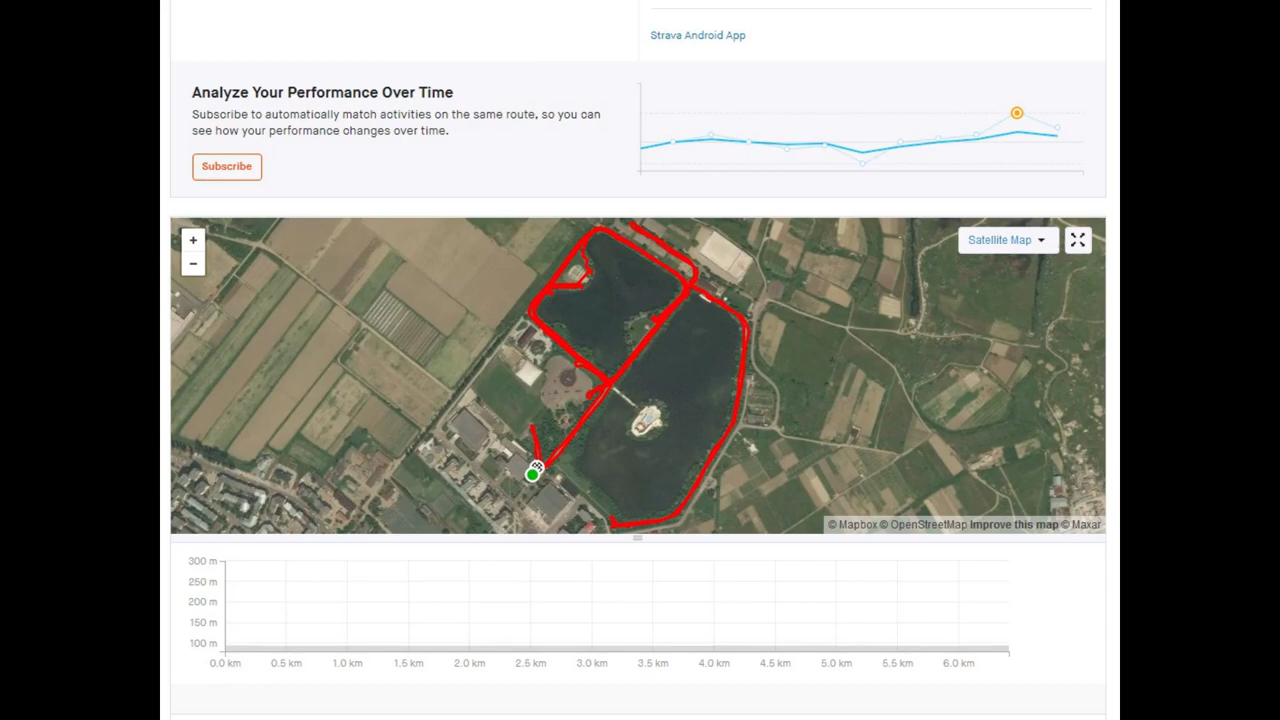 Strava Android App
Analyze Your Performance Over Time
Subscribe to automatically match activities on the same route, so you can
see how your performance changes over time.
Subscribe
+
−
Satellite Map
© Mapbox © OpenStreetMap Improve this map © Maxar
300 m
250 m
200 m
150 m
100 m
0.0 km 0.5 km 1.0 km 1.5 km 2.0 km 2.5 km 3.0 km 3.5 km 4.0 km 4.5 km 5.0 km 5.5 km 6.0 km